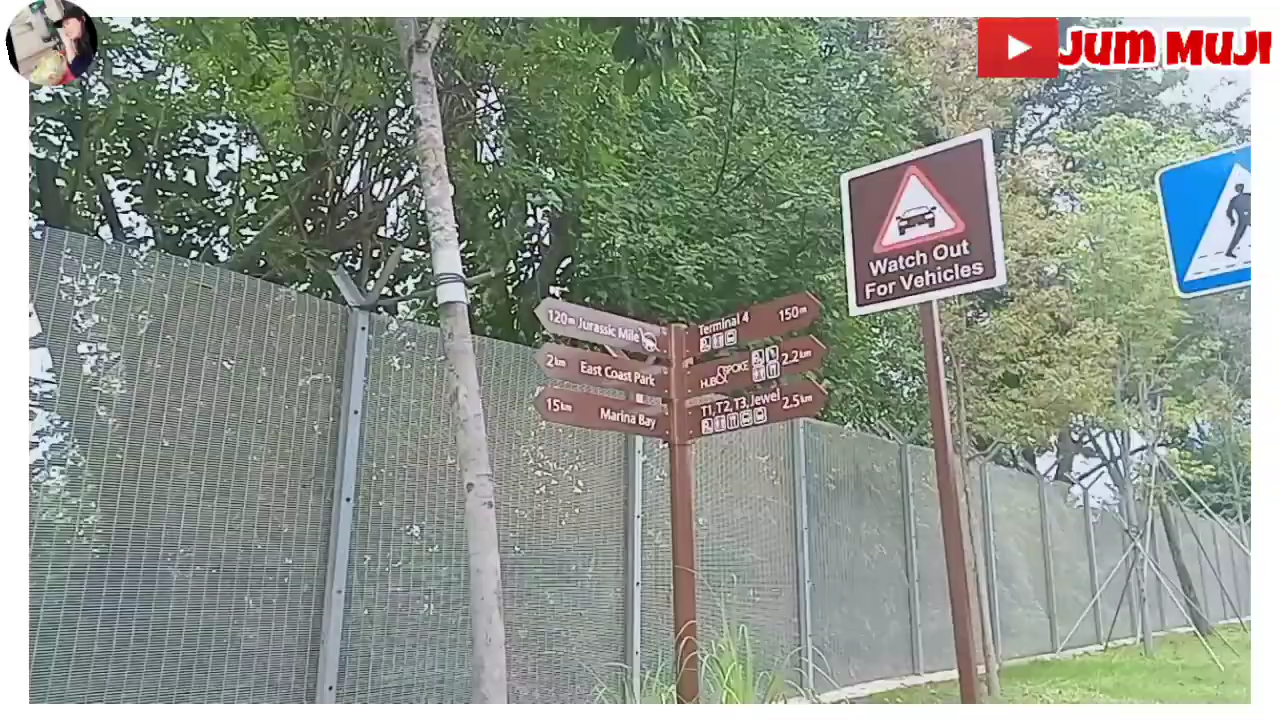 Jum Muji
Watch Out
For Vehicles
120m Jurassic Mile
2km East Coast Park
15km Marina Bay
Terminal 4 150m
HUB & SPOKE 2.2km
T1, T2, T3, Jewel 2.5km